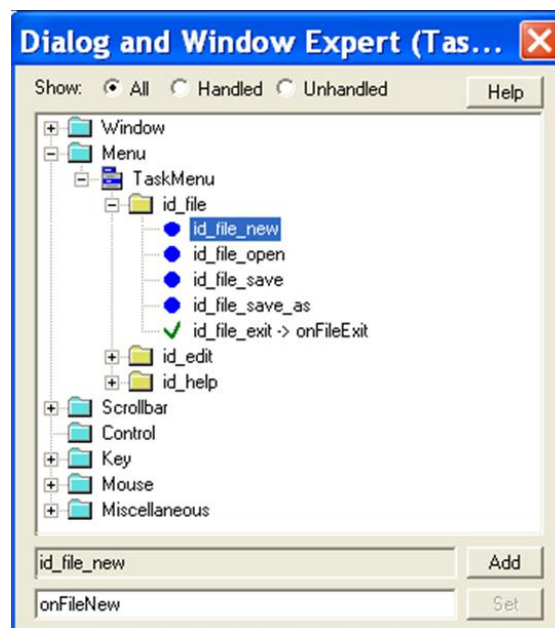 Dialog and Window Expert (Tas...
Show: All Handled Unhandled Help
Window
Menu
TaskMenu
id_file
id_file_new
id_file_open
id_file_save
id_file_save_as
id_file_exit -> onFileExit
id_edit
id_help
Scrollbar
Control
Key
Mouse
Miscellaneous
id_file_new Add
onFileNew Set